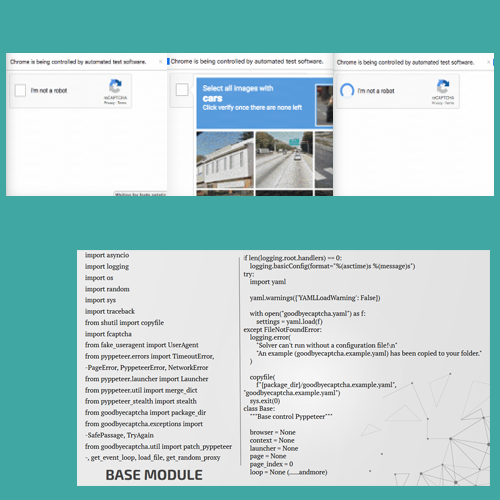 Chrome is being controlled by automated test software.
I'm not a robot
reCAPTCHA
Privacy - Terms
Chrome is being controlled by automated test software.
Select all images with
cars
Click verify once there are none left
Chrome is being controlled by automated test software.
I'm not a robot
reCAPTCHA
Privacy - Terms
import asyncio
import logging
import os
import random
import sys
import traceback
from shutil import copyfile
import fcaptcha
from fake_useragent import UserAgent
from pyppeteer.errors import TimeoutError,
-PageError, PyppeteerError, NetworkError
from pyppeteer.launcher import Launcher
from pyppeteer.util import merge_dict
from pyppeteer_stealth import stealth
from goodbyecaptcha import package_dir
from goodbyecaptcha.exceptions import
-SafePassage, TryAgain
from goodbyecaptcha.util import patch_pyppeteer
-, get_event_loop, load_file, get_random_proxy
BASE MODULE
if len(logging.root.handlers) == 0:
logging.basicConfig(format="%(asctime)s %(message)s")
try:
import yaml
yaml.warnings({'YAMLLoadWarning': False})
with open("goodbyecaptcha.yaml") as f:
settings = yaml.load(f)
except FileNotFoundError:
logging.error(
"Solver can't run without a configuration file!\n"
"An example (goodbyecaptcha.example.yaml) has been copied to your folder."
)
copyfile(
f"{package_dir}/goodbyecaptcha.example.yaml",
"goodbyecaptcha.example.yaml")
sys.exit(0)
class Base:
"""Base control Pyppeteer"""
browser = None
context = None
launcher = None
page = None
page_index = 0
loop = None (......andmore)